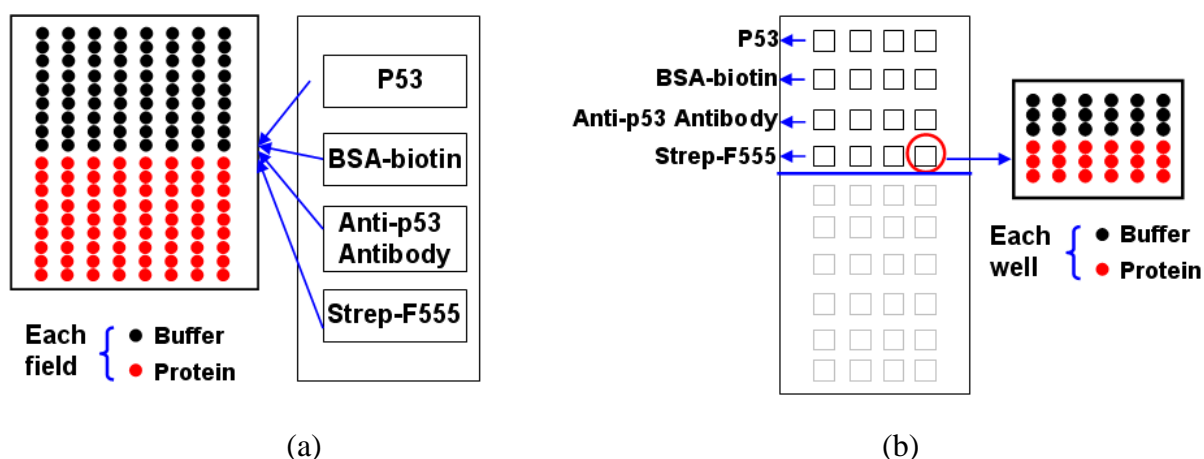 P53
BSA-biotin
Anti-p53
Antibody
Strep-F555
Each
field
Buffer
Protein
(a)
P53
BSA-biotin
Anti-p53 Antibody
Strep-F555
Each
well
Buffer
Protein
(b)